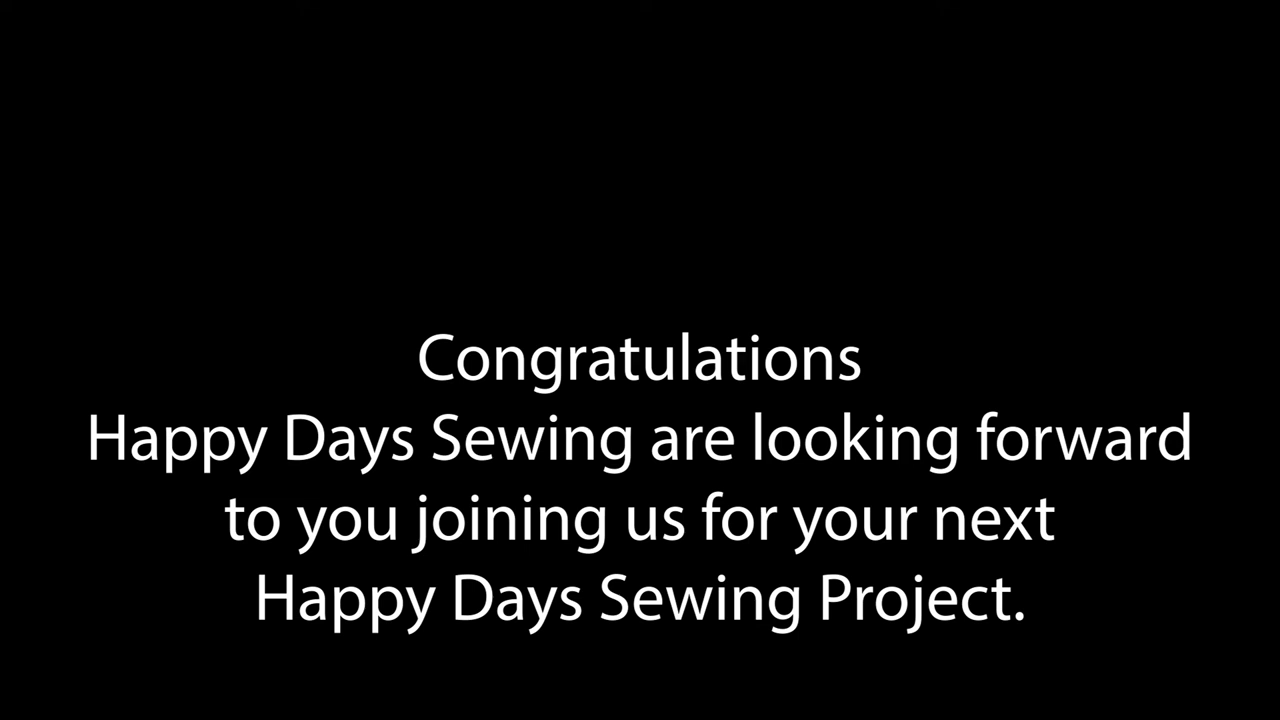 Congratulations
Happy Days Sewing are looking forward
to you joining us for your next
Happy Days Sewing Project.